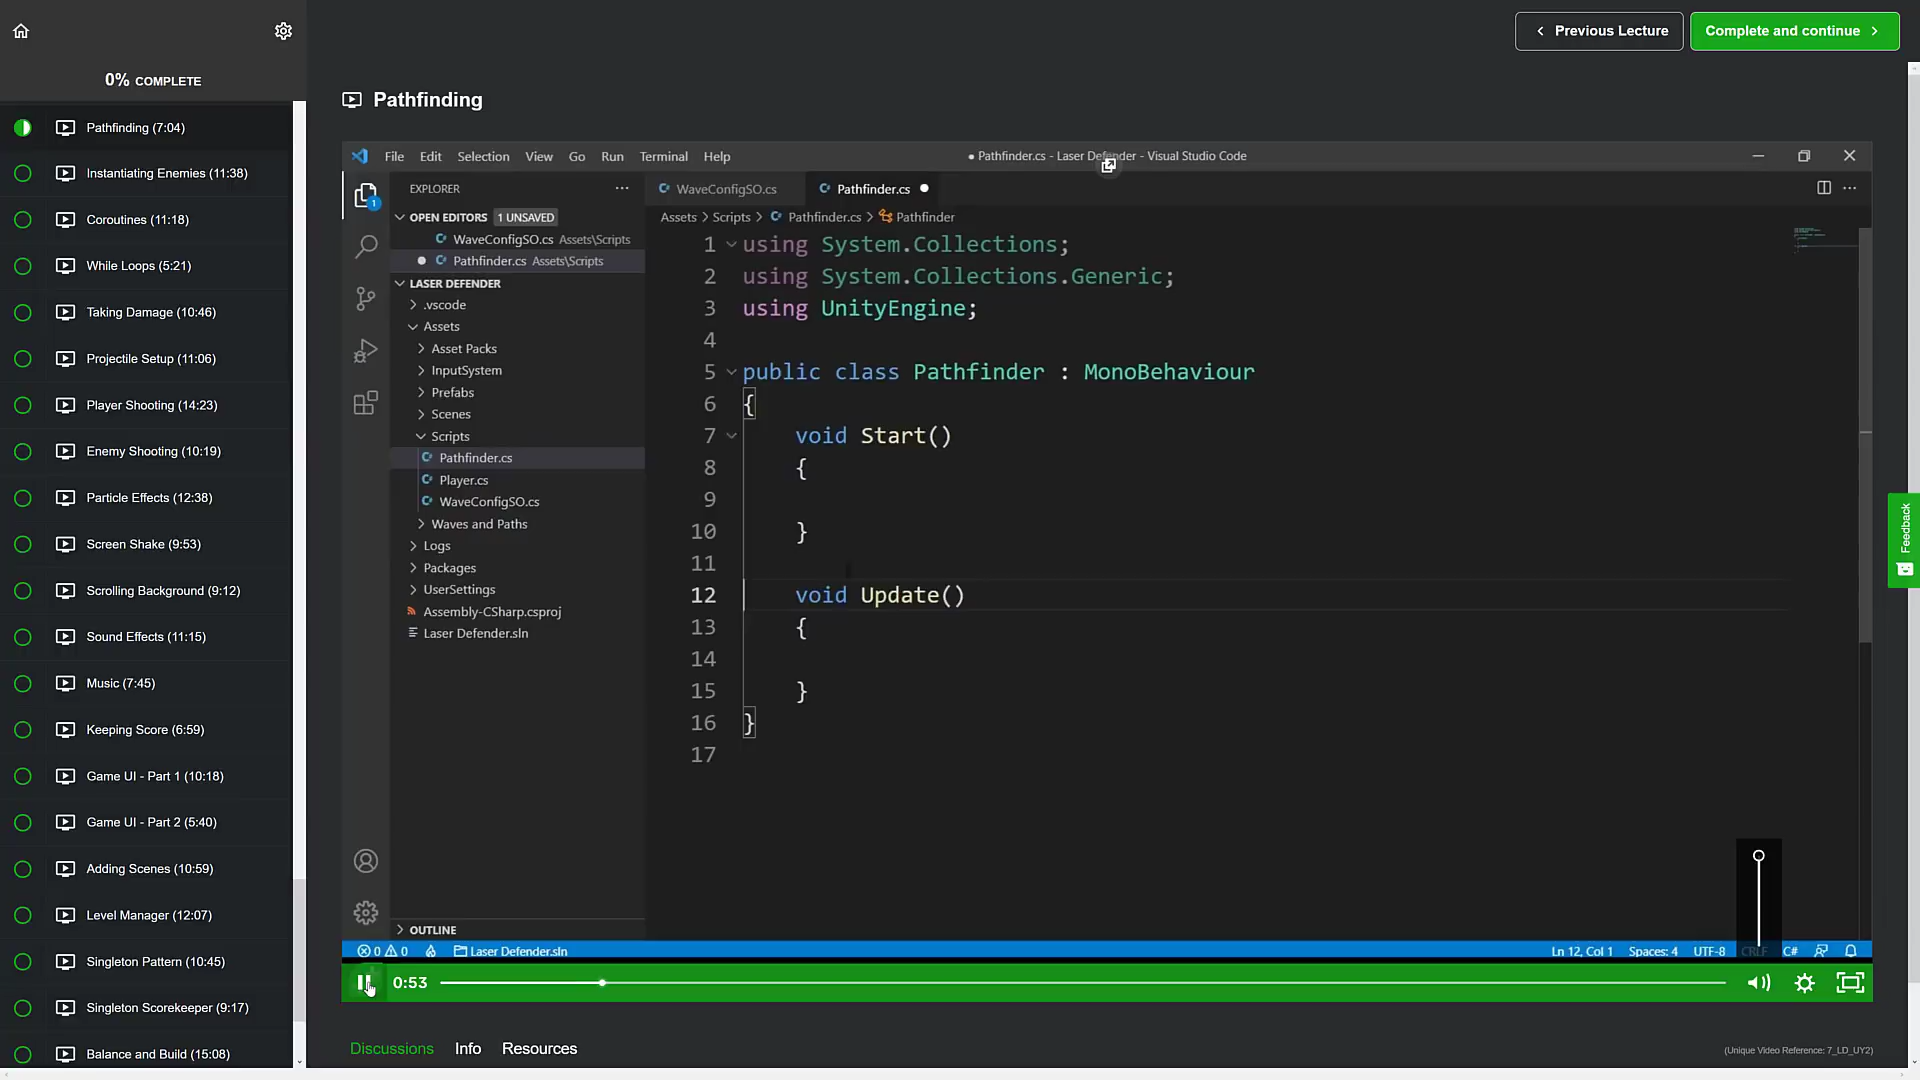 0% COMPLETE
Pathfinding (7:04)
Instantiating Enemies (11:38)
Coroutines (11:18)
While Loops (5:21)
Taking Damage (10:46)
Projectile Setup (11:06)
Player Shooting (14:23)
Enemy Shooting (10:19)
Particle Effects (12:38)
Screen Shake (9:53)
Scrolling Background (9:12)
Sound Effects (11:15)
Music (7:45)
Keeping Score (6:59)
Game UI - Part 1 (10:18)
Game UI - Part 2 (5:40)
Adding Scenes (10:59)
Level Manager (12:07)
Singleton Pattern (10:45)
Singleton Scorekeeper (9:17)
Balance and Build (15:08)
Previous Lecture
Complete and continue
Pathfinding
File Edit Selection View Go Run Terminal Help
● Pathfinder.cs - Laser Defender - Visual Studio Code
EXPLORER
OPEN EDITORS 1 UNSAVED
WaveConfigSO.cs Assets\Scripts
Pathfinder.cs Assets\Scripts
LASER DEFENDER
.vscode
Assets
Asset Packs
InputSystem
Prefabs
Scenes
Scripts
Pathfinder.cs
Player.cs
WaveConfigSO.cs
Waves and Paths
Logs
Packages
UserSettings
Assembly-CSharp.csproj
Laser Defender.sln
OUTLINE
1
WaveConfigSO.cs
Pathfinder.cs
Assets > Scripts > Pathfinder.cs > Pathfinder
1 using System.Collections;
2 using System.Collections.Generic;
3 using UnityEngine;
4
5 public class Pathfinder : MonoBehaviour
6 {
7 void Start()
8 {
9
10 }
11
12 void Update()
13 {
14
15 }
16 }
17
0 0 Laser Defender.sln
Ln 12, Col 1 Spaces: 4 UTF-8 CRLF C#
0:53
Feedback
Discussions Info Resources
(Unique Video Reference: 7_LD_UY2)